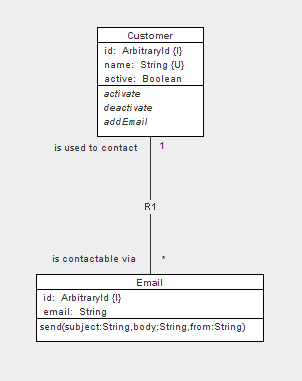 Customer
id: ArbitraryId {I}
name: String {U}
active: Boolean
activate
deactivate
addEmail
is used to contact 1
R1
is contactable via *
Email
id: ArbitraryId {I}
email: String
send(subject:String,body:String,from:String)